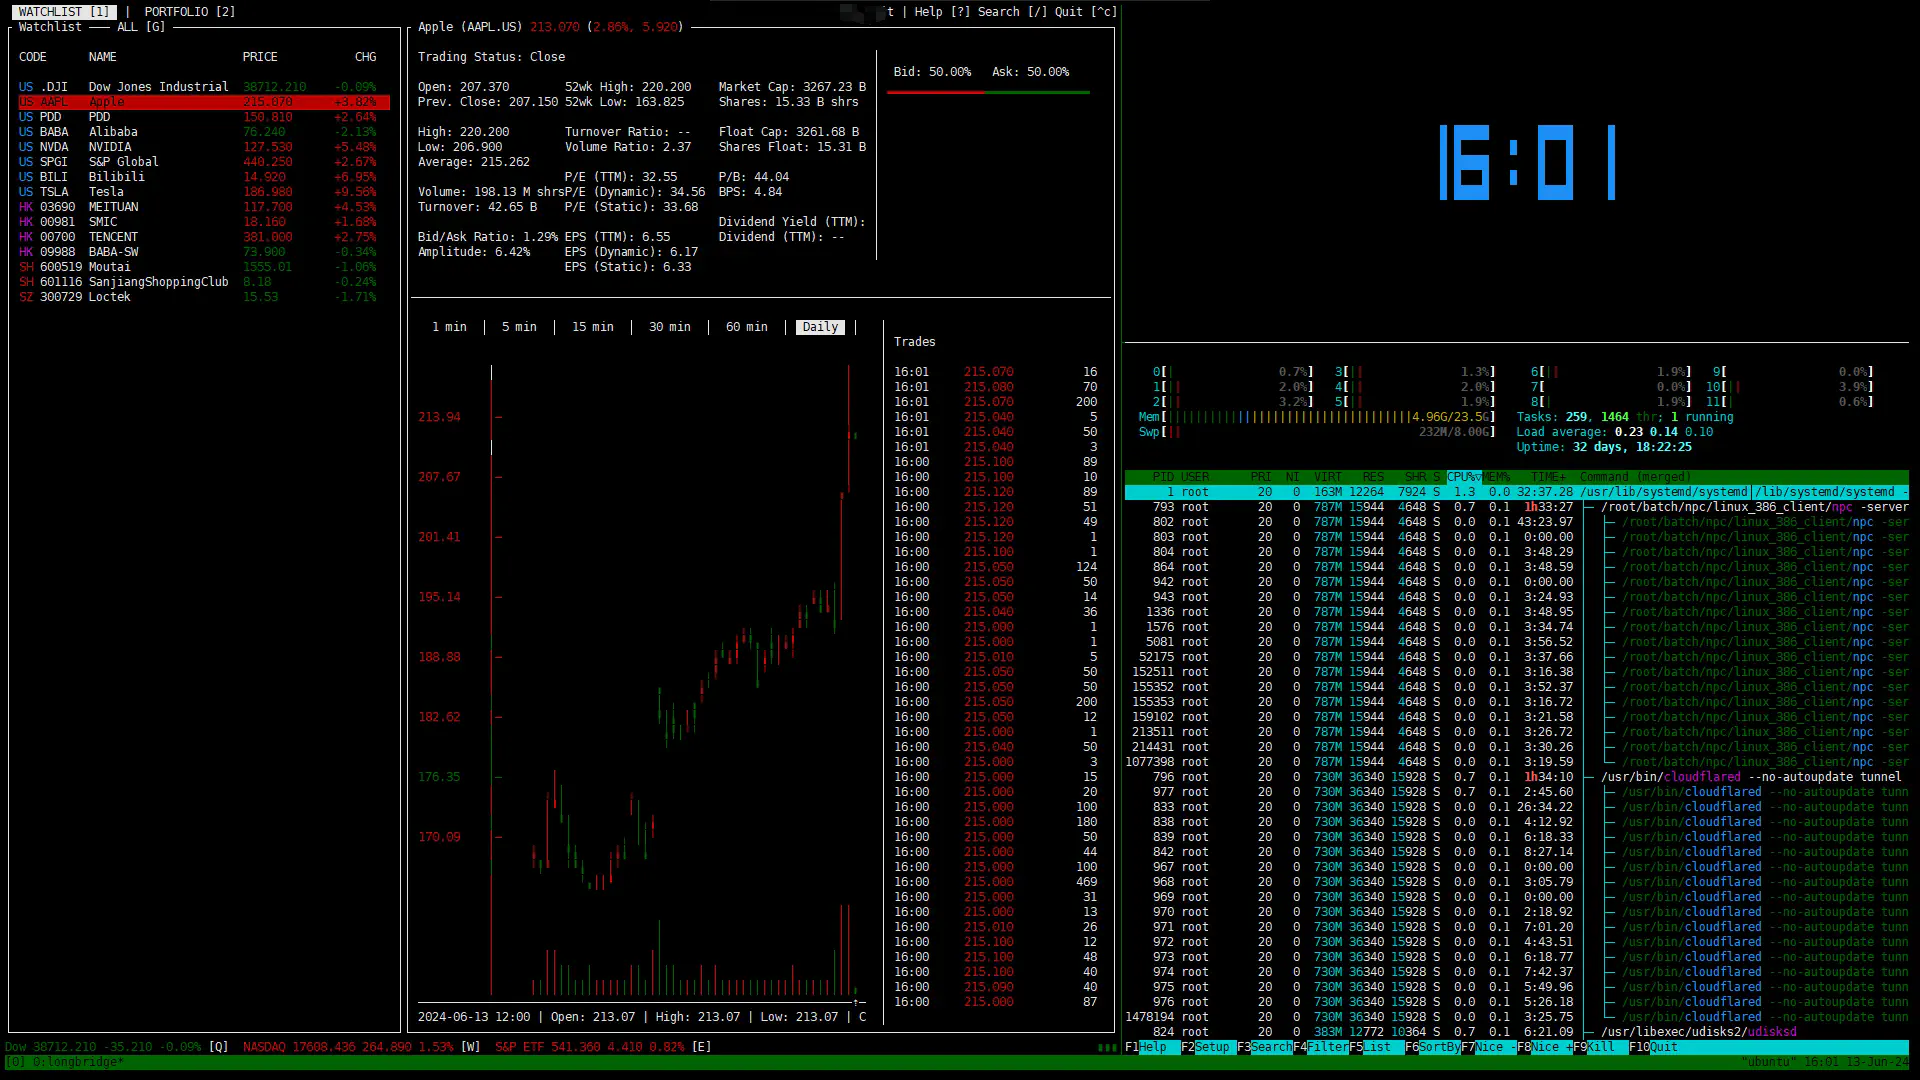 WATCHLIST [1] | PORTFOLIO [2]
t | Help [?] Search [/] Quit [^c]
Watchlist ALL [G]
CODE NAME PRICE CHG
US .DJI Dow Jones Industrial 38712.210 -0.09%
US AAPL Apple 215.070 +3.82%
US PDD PDD 150.810 +2.64%
US BABA Alibaba 76.240 -2.13%
US NVDA NVIDIA 127.530 +5.48%
US SPGI S&P Global 440.250 +2.67%
US BILI Bilibili 14.920 +6.95%
US TSLA Tesla 186.980 +9.56%
HK 03690 MEITUAN 117.700 +4.53%
HK 00981 SMIC 18.160 +1.68%
HK 00700 TENCENT 381.000 +2.75%
HK 09988 BABA-SW 73.900 -0.34%
SH 600519 Moutai 1555.01 -1.06%
SH 601116 SanjiangShoppingClub 8.18 -0.24%
SZ 300729 Loctek 15.53 -1.71%
Apple (AAPL.US) 213.070 (2.86%, 5.920)
Trading Status: Close
Open: 207.370 52wk High: 220.200 Market Cap: 3267.23 B
Prev. Close: 207.150 52wk Low: 163.825 Shares: 15.33 B shrs
High: 220.200 Turnover Ratio: -- Float Cap: 3261.68 B
Low: 206.900 Volume Ratio: 2.37 Shares Float: 15.31 B
Average: 215.262
P/E (TTM): 32.55 P/B: 44.04
Volume: 198.13 M shrsP/E (Dynamic): 34.56 BPS: 4.84
Turnover: 42.65 B P/E (Static): 33.68
Dividend Yield (TTM):
Bid/Ask Ratio: 1.29% EPS (TTM): 6.55 Dividend (TTM): --
Amplitude: 6.42% EPS (Dynamic): 6.17
EPS (Static): 6.33
Bid: 50.00% Ask: 50.00%
1 min | 5 min | 15 min | 30 min | 60 min | Daily |
213.94
207.67
201.41
195.14
188.88
182.62
176.35
170.09
2024-06-13 12:00 | Open: 213.07 | High: 213.07 | Low: 213.07 | C
Trades
16:01 215.070 16
16:01 215.080 70
16:01 215.070 200
16:01 215.040 5
16:01 215.040 50
16:01 215.040 3
16:00 215.100 89
16:00 215.100 10
16:00 215.120 89
16:00 215.120 51
16:00 215.120 49
16:00 215.120 1
16:00 215.100 1
16:00 215.050 124
16:00 215.050 50
16:00 215.050 14
16:00 215.040 36
16:00 215.000 1
16:00 215.000 1
16:00 215.010 5
16:00 215.050 50
16:00 215.050 50
16:00 215.050 200
16:00 215.050 12
16:00 215.000 1
16:00 215.040 50
16:00 215.000 3
16:00 215.000 15
16:00 215.000 20
16:00 215.000 100
16:00 215.000 180
16:00 215.000 50
16:00 215.000 44
16:00 215.000 100
16:00 215.000 469
16:00 215.000 31
16:00 215.000 13
16:00 215.010 26
16:00 215.100 12
16:00 215.100 48
16:00 215.100 40
16:00 215.090 40
16:00 215.000 87
16:01
0[ 0.7%] 3[ 1.3%] 6[ 1.9%] 9[ 0.0%]
1[ 2.0%] 4[ 2.0%] 7[ 0.0%] 10[ 3.9%]
2[ 3.2%] 5[ 1.9%] 8[ 1.9%] 11[ 0.6%]
Mem[ 4.96G/23.5G] Tasks: 259, 1464 thr; 1 running
Swp[ 232M/8.00G] Load average: 0.23 0.14 0.10
Uptime: 32 days, 18:22:25
PID USER PRI NI VIRT RES SHR S CPU%▽MEM% TIME+ Command (merged)
1 root 20 0 163M 12264 7924 S 1.3 0.0 32:37.28 /usr/lib/systemd/systemd /lib/systemd/systemd -
793 root 20 0 787M 15944 4648 S 0.7 0.1 1h33:27 /root/batch/npc/linux_386_client/npc -server
802 root 20 0 787M 15944 4648 S 0.0 0.1 43:23.97 /root/batch/npc/linux_386_client/npc -ser
803 root 20 0 787M 15944 4648 S 0.0 0.1 0:00.00 /root/batch/npc/linux_386_client/npc -ser
804 root 20 0 787M 15944 4648 S 0.0 0.1 3:48.29 /root/batch/npc/linux_386_client/npc -ser
864 root 20 0 787M 15944 4648 S 0.0 0.1 3:48.59 /root/batch/npc/linux_386_client/npc -ser
942 root 20 0 787M 15944 4648 S 0.0 0.1 0:00.00 /root/batch/npc/linux_386_client/npc -ser
943 root 20 0 787M 15944 4648 S 0.0 0.1 3:24.93 /root/batch/npc/linux_386_client/npc -ser
1336 root 20 0 787M 15944 4648 S 0.0 0.1 3:48.95 /root/batch/npc/linux_386_client/npc -ser
1576 root 20 0 787M 15944 4648 S 0.0 0.1 3:34.74 /root/batch/npc/linux_386_client/npc -ser
5081 root 20 0 787M 15944 4648 S 0.0 0.1 3:56.52 /root/batch/npc/linux_386_client/npc -ser
52175 root 20 0 787M 15944 4648 S 0.0 0.1 3:37.66 /root/batch/npc/linux_386_client/npc -ser
152511 root 20 0 787M 15944 4648 S 0.0 0.1 3:16.38 /root/batch/npc/linux_386_client/npc -ser
155352 root 20 0 787M 15944 4648 S 0.0 0.1 3:52.37 /root/batch/npc/linux_386_client/npc -ser
155353 root 20 0 787M 15944 4648 S 0.0 0.1 3:16.72 /root/batch/npc/linux_386_client/npc -ser
159102 root 20 0 787M 15944 4648 S 0.0 0.1 3:21.58 /root/batch/npc/linux_386_client/npc -ser
213511 root 20 0 787M 15944 4648 S 0.0 0.1 3:26.72 /root/batch/npc/linux_386_client/npc -ser
214431 root 20 0 787M 15944 4648 S 0.0 0.1 3:30.26 /root/batch/npc/linux_386_client/npc -ser
1077398 root 20 0 787M 15944 4648 S 0.0 0.1 3:19.59 /root/batch/npc/linux_386_client/npc -ser
796 root 20 0 730M 36340 15928 S 0.7 0.1 1h34:10 /usr/bin/cloudflared --no-autoupdate tunnel
977 root 20 0 730M 36340 15928 S 0.7 0.1 2:45.60 /usr/bin/cloudflared --no-autoupdate tunn
833 root 20 0 730M 36340 15928 S 0.0 0.1 26:34.22 /usr/bin/cloudflared --no-autoupdate tunn
838 root 20 0 730M 36340 15928 S 0.0 0.1 4:12.92 /usr/bin/cloudflared --no-autoupdate tunn
839 root 20 0 730M 36340 15928 S 0.0 0.1 6:18.33 /usr/bin/cloudflared --no-autoupdate tunn
842 root 20 0 730M 36340 15928 S 0.0 0.1 8:27.14 /usr/bin/cloudflared --no-autoupdate tunn
967 root 20 0 730M 36340 15928 S 0.0 0.1 0:00.00 /usr/bin/cloudflared --no-autoupdate tunn
968 root 20 0 730M 36340 15928 S 0.0 0.1 3:05.79 /usr/bin/cloudflared --no-autoupdate tunn
969 root 20 0 730M 36340 15928 S 0.0 0.1 0:00.00 /usr/bin/cloudflared --no-autoupdate tunn
970 root 20 0 730M 36340 15928 S 0.0 0.1 2:18.92 /usr/bin/cloudflared --no-autoupdate tunn
971 root 20 0 730M 36340 15928 S 0.0 0.1 7:01.20 /usr/bin/cloudflared --no-autoupdate tunn
972 root 20 0 730M 36340 15928 S 0.0 0.1 4:43.51 /usr/bin/cloudflared --no-autoupdate tunn
973 root 20 0 730M 36340 15928 S 0.0 0.1 6:18.77 /usr/bin/cloudflared --no-autoupdate tunn
974 root 20 0 730M 36340 15928 S 0.0 0.1 7:42.37 /usr/bin/cloudflared --no-autoupdate tunn
975 root 20 0 730M 36340 15928 S 0.0 0.1 5:49.96 /usr/bin/cloudflared --no-autoupdate tunn
976 root 20 0 730M 36340 15928 S 0.0 0.1 5:26.18 /usr/bin/cloudflared --no-autoupdate tunn
1478194 root 20 0 730M 36340 15928 S 0.0 0.1 3:25.75 /usr/bin/cloudflared --no-autoupdate tunn
824 root 20 0 383M 12772 10364 S 0.7 0.1 6:21.09 /usr/libexec/udisks2/udisksd
Dow 38712.210 -35.210 -0.09% [Q] NASDAQ 17608.436 264.890 1.53% [W] S&P ETF 541.360 4.410 0.82% [E]
F1Help F2Setup F3SearchF4FilterF5List F6SortByF7Nice -F8Nice +F9Kill F10Quit
[0] 0:longbridge* "ubuntu" 16:01 13-Jun-24